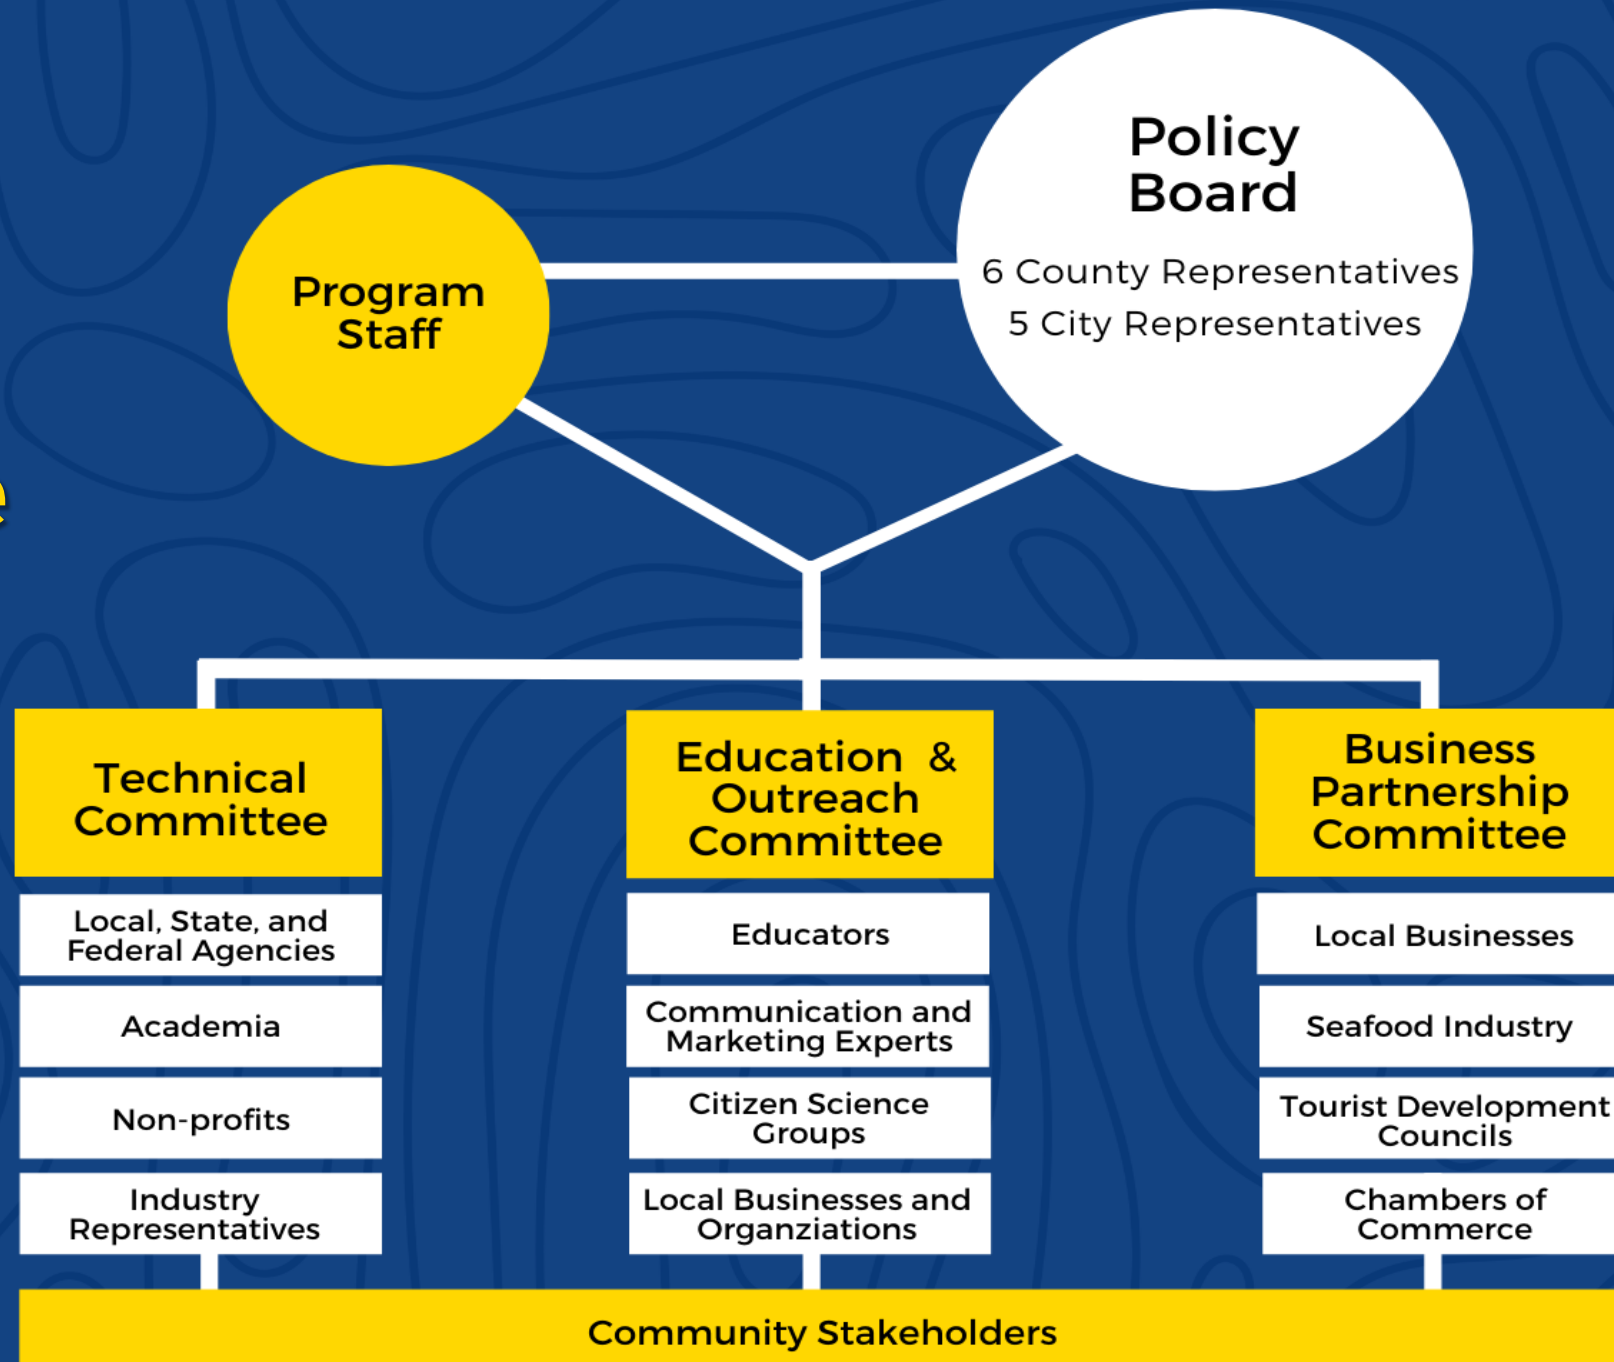 Policy
Board
6 County Representatives
5 City Representatives
Program
Staff
e
Technical
Committee
Local, State, and
Federal Agencies
Academia
Non-profits
Industry
Representatives
Education &
Outreach
Committee
Educators
Communication and
Marketing Experts
Citizen Science
Groups
Local Businesses and
Organziations
Business
Partnership
Committee
Local Businesses
Seafood Industry
Tourist Development
Councils
Chambers of
Commerce
Community Stakeholders